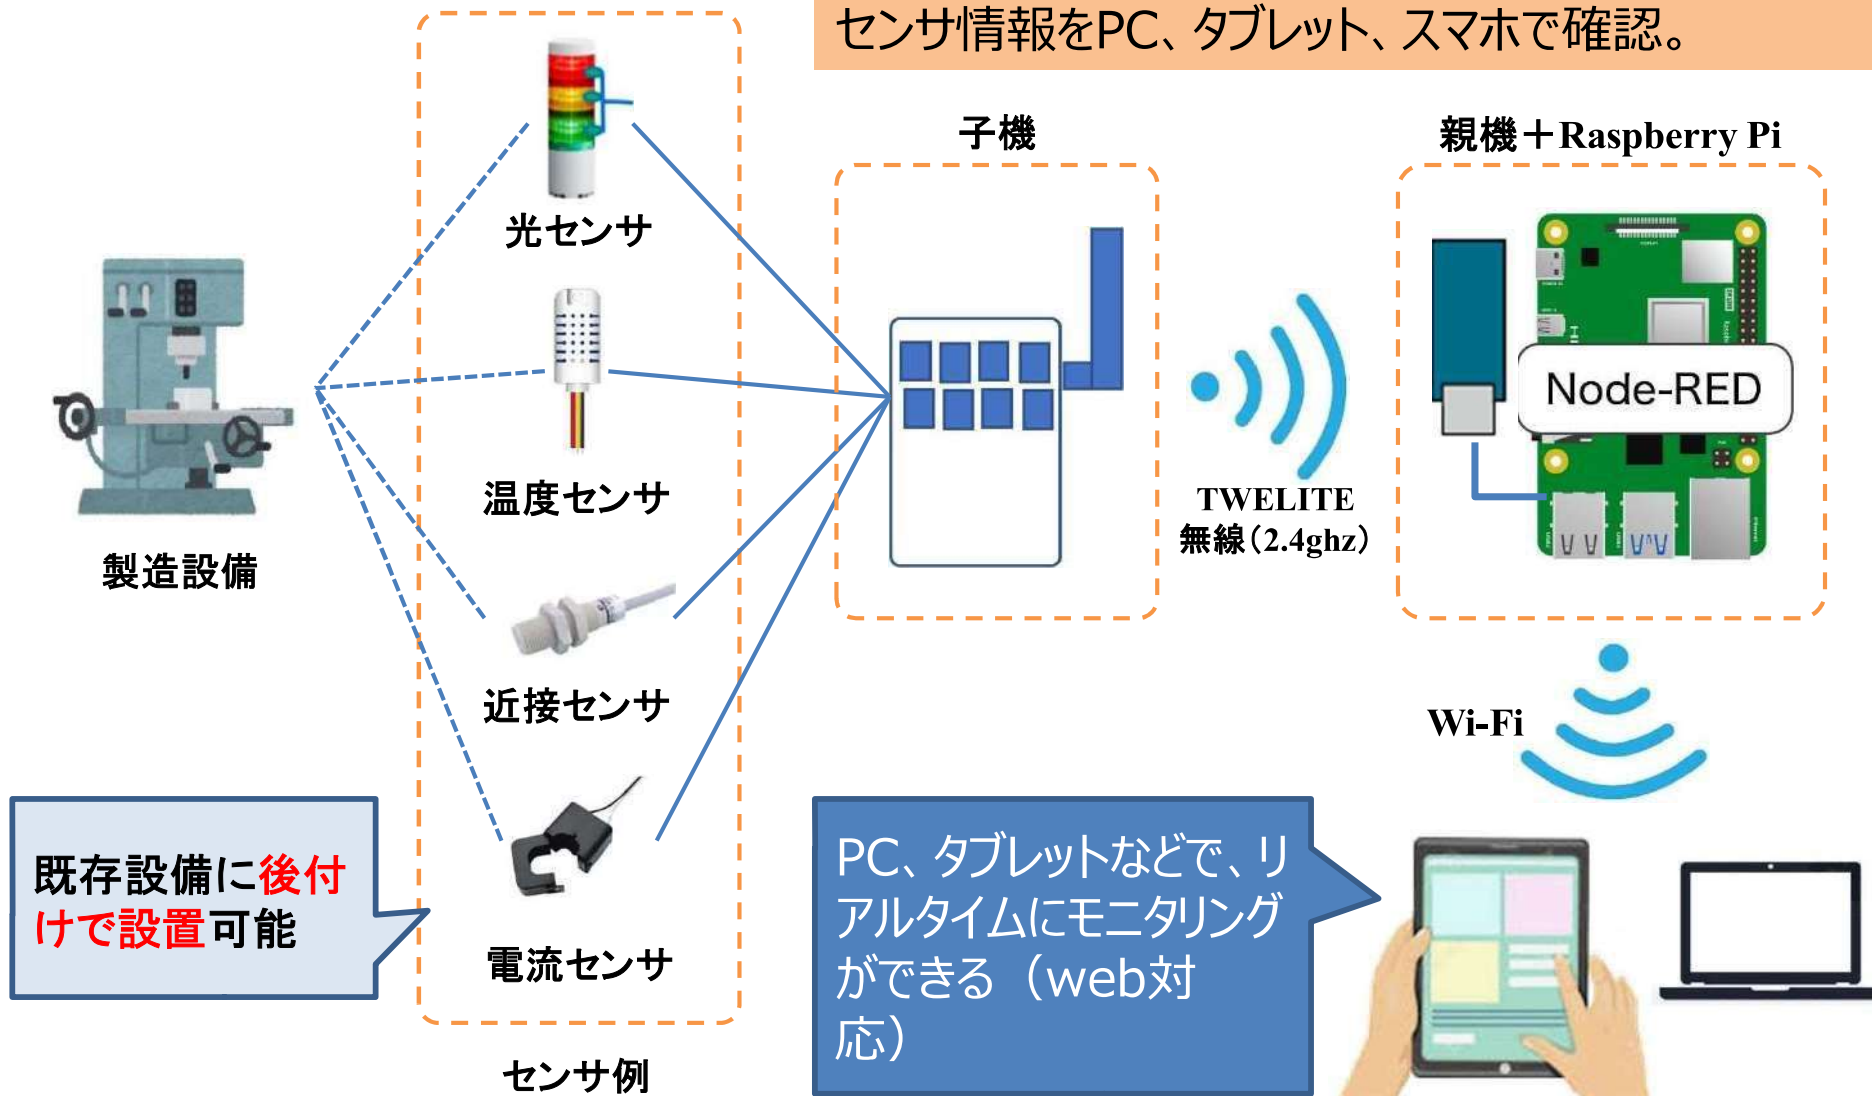 センサ情報をPC、タブレット、スマホで確認。
子機
親機＋Raspberry Pi
光センサ
Node-RED
温度センサ
TWELITE
無線（2.4ghz）
製造設備
近接センサ
Wi-Fi
既存設備に後付
けで設置可能
PC、タブレットなどで、リ
アルタイムにモニタリング
ができる（web対
応）
電流センサ
センサ例